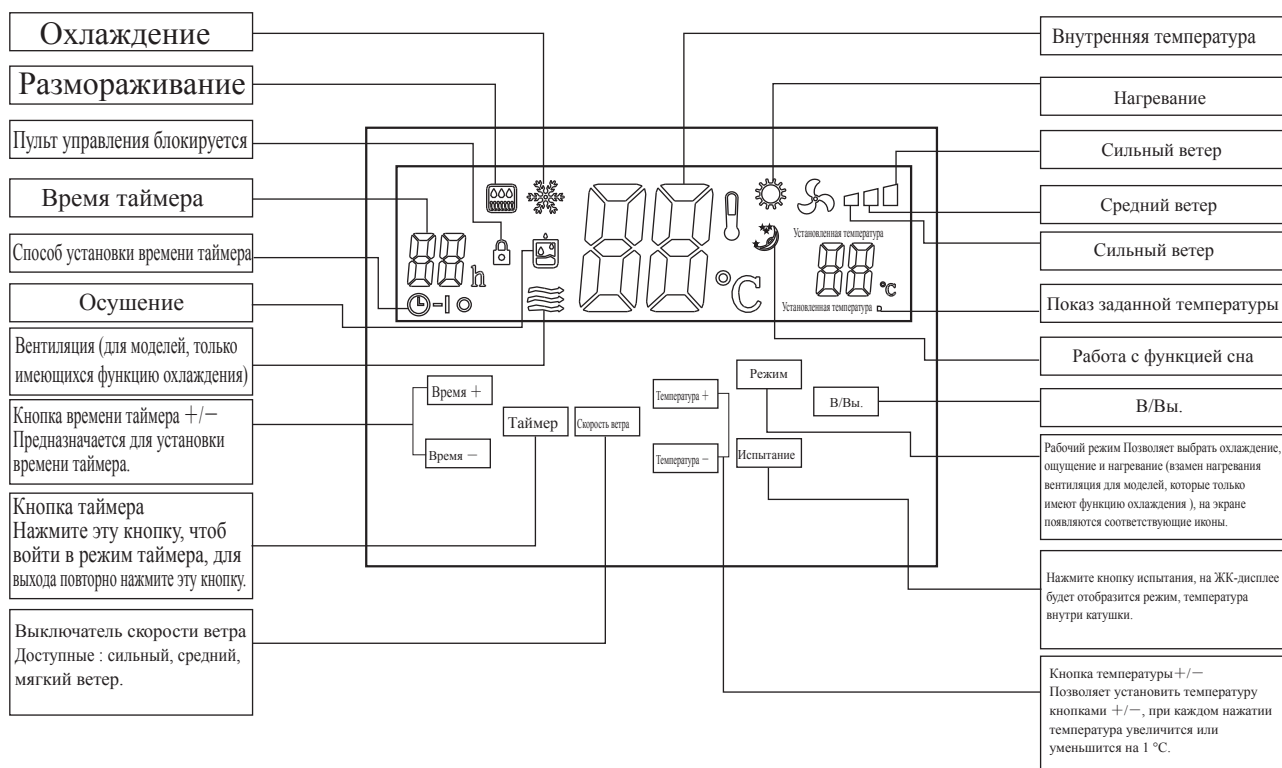 Охлаждение
Размораживание
Пульт управления блокируется
Время таймера
Способ установки времени таймера
Осушение
Вентиляция (для моделей, только
имеющихся функцию охлаждения)
Кнопка времени таймера +/−
Предназначается для установки
времени таймера.
Кнопка таймера
Нажмите эту кнопку, чтоб
войти в режим таймера, для
выхода повторно нажмите эту кнопку.
Выключатель скорости ветра
Доступные : сильный, средний,
мягкий ветер.
88 h
88 °C
Установленная температура
88 °C
Установленная температура
Время +
Время −
Таймер
Скорость ветра
Температура +
Температура −
Режим
Испытание
В/Вы.
Внутренняя температура
Нагревание
Сильный ветер
Средний ветер
Сильный ветер
Показ заданной температуры
Работа с функцией сна
В/Вы.
Рабочий режим Позволяет выбрать охлаждение,
ощущение и нагревание (взамен нагревания
вентиляция для моделей, которые только
имеют функцию охлаждения ), на экране
появляются соответствующие иконы.
Нажмите кнопку испытания, на ЖК-дисплее
будет отобразится режим, температура
внутри катушки.
Кнопка температуры+/−
Позволяет установить температуру
кнопками +/−, при каждом нажатии
температура увеличится или
уменьшится на 1 °C.